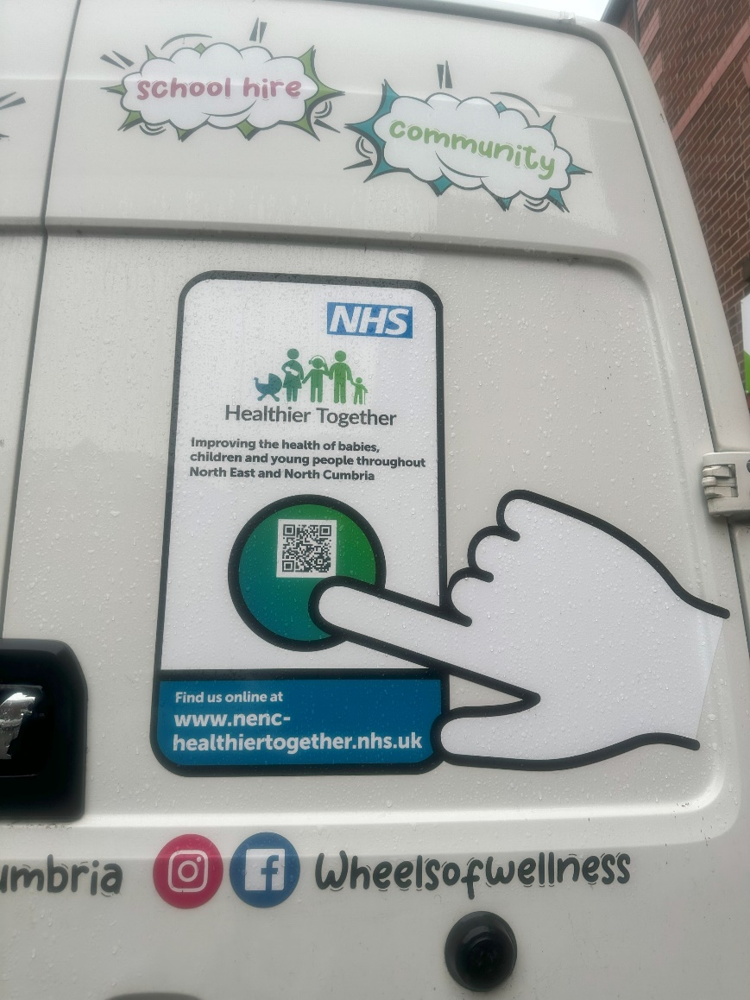 school hire
community
NHS
Healthier Together
Improving the health of babies,
children and young people throughout
North East and North Cumbria
Find us online at
www.nenc-
healthiertogether.nhs.uk
umbria Wheelsofwellness